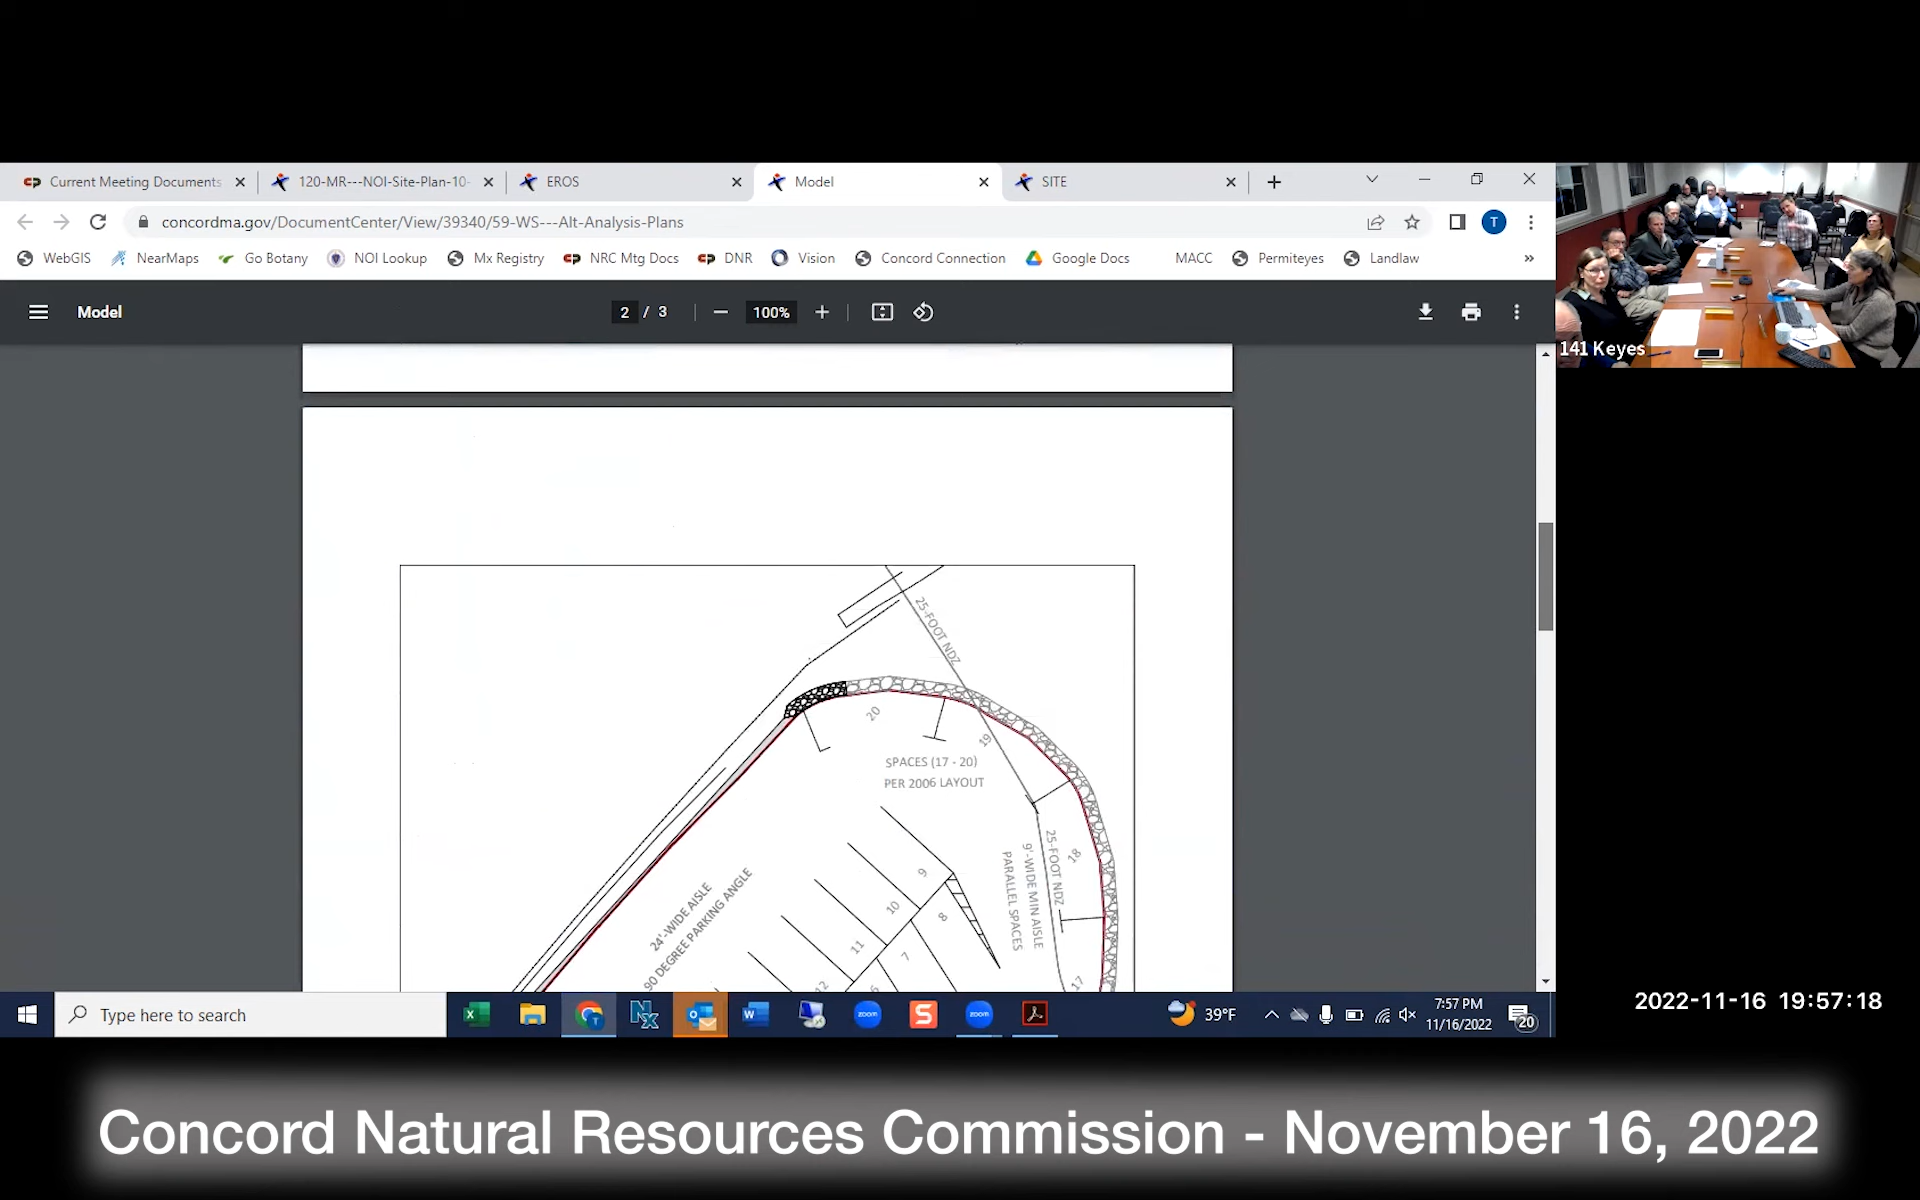 Current Meeting Documents
120-MR---NOI-Site-Plan-10-
EROS
Model
SITE
concordma.gov/DocumentCenter/View/39340/59-WS---Alt-Analysis-Plans
T
WebGIS
NearMaps
Go Botany
NOI Lookup
Mx Registry
NRC Mtg Docs
DNR
Vision
Concord Connection
Google Docs
MACC
Permiteyes
Landlaw
»
Model
2 / 3
100%
141 Keyes
25-FOOT NDZ
20
19
SPACES (17 - 20)
PER 2006 LAYOUT
18
25-FOOT NDZ
9'-WIDE MIN AISLE
PARALLEL SPACES
17
24'-WIDE AISLE
90 DEGREE PARKING ANGLE
9
10
8
11
7
12
6
Type here to search
zoom
S
zoom
39°F
7:57 PM
11/16/2022
20
2022-11-16 19:57:18
Concord Natural Resources Commission - November 16, 2022